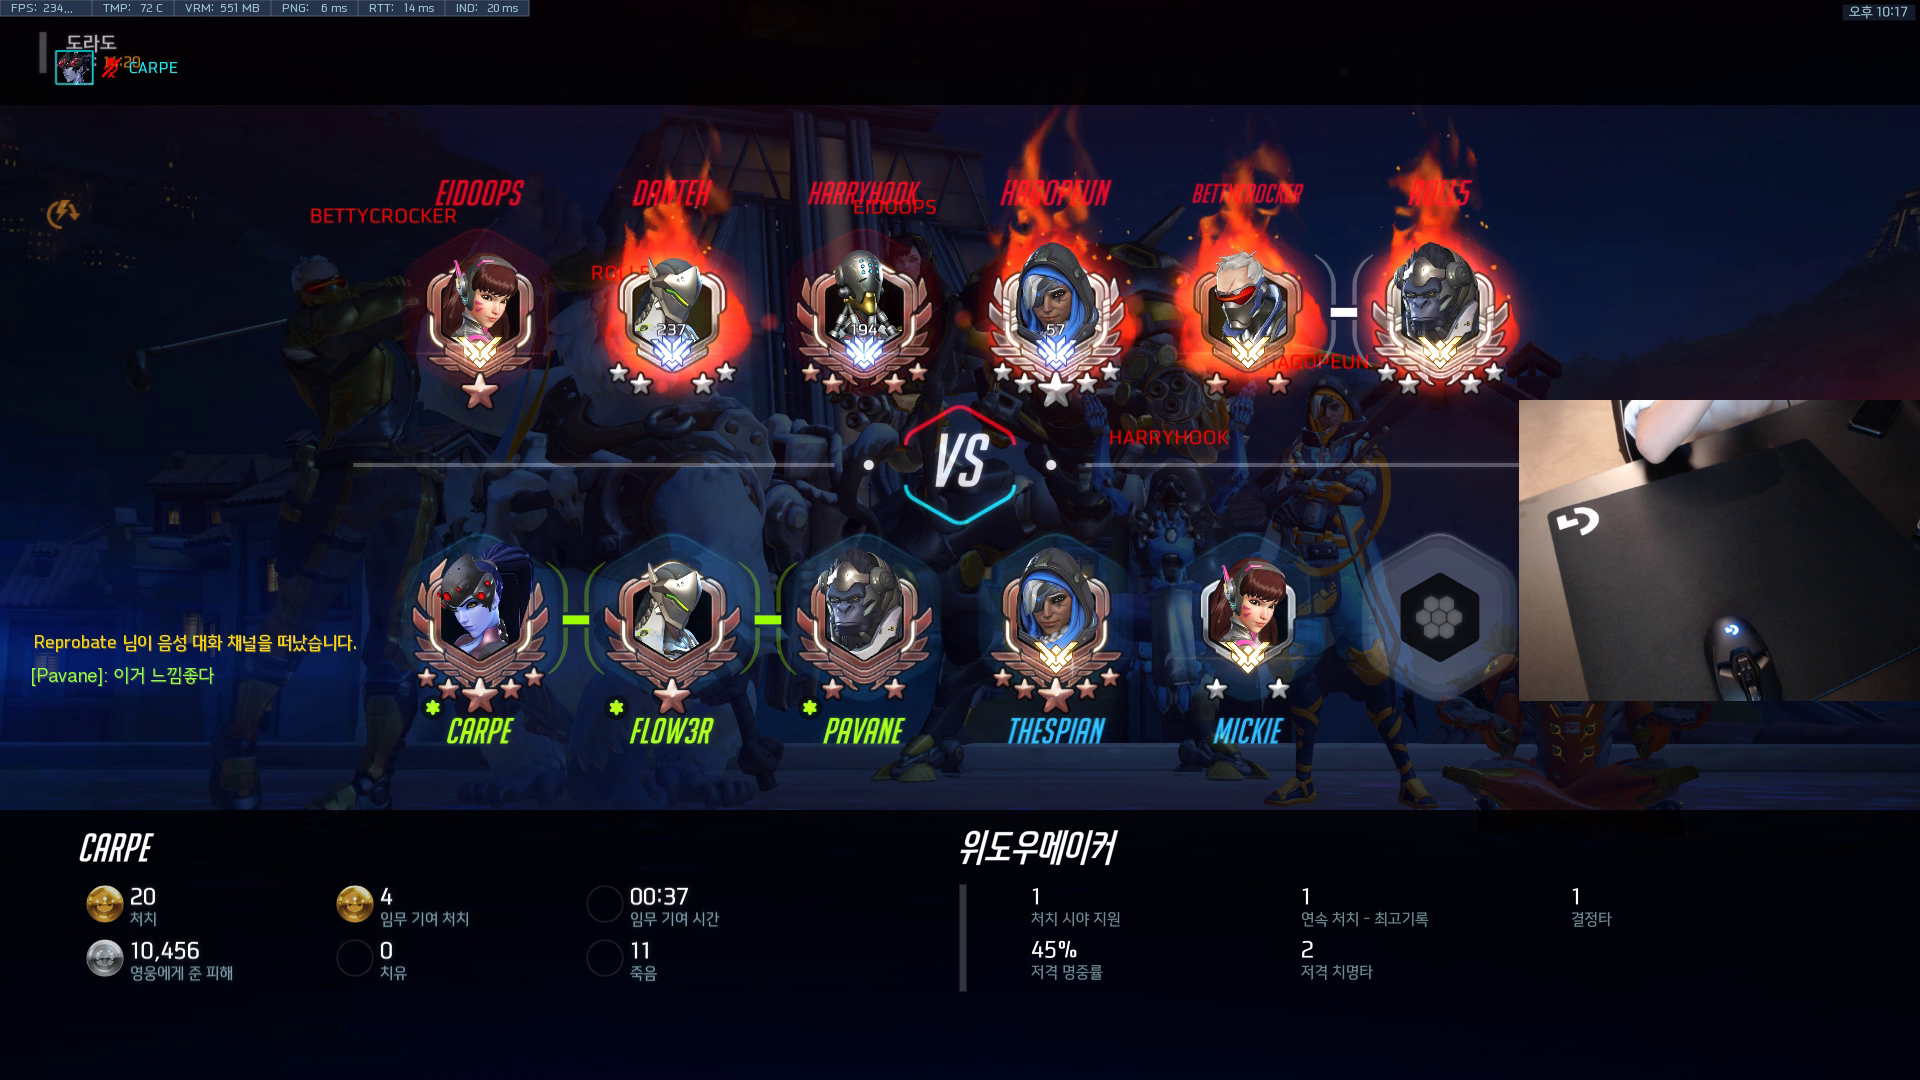 FPS: 234... TMP: 72 C VRM: 551 MB PNG: 6 ms RTT: 14 ms IND: 20 ms
오후 10:17
도라도
CARPE
EIDOOPS DANTEH HARRYHOOK HAGOPEUN BETTYCROCKER ROLLS
BETTYCROCKER
EIDOOPS
237 194 57
HAGOPEUN
VS
HARRYHOOK
Reprobate 님이 음성 대화 채널을 떠났습니다.
[Pavane]: 이거 느낌좋다
CARPE FLOW3R PAVANE THESPIAN MICKIE
CARPE
20
처치
4
임무 기여 처치
00:37
임무 기여 시간
10,456
영웅에게 준 피해
0
치유
11
죽음
위도우메이커
1
처치 시야 지원
1
연속 처치 - 최고기록
1
결정타
45%
저격 명중률
2
저격 치명타